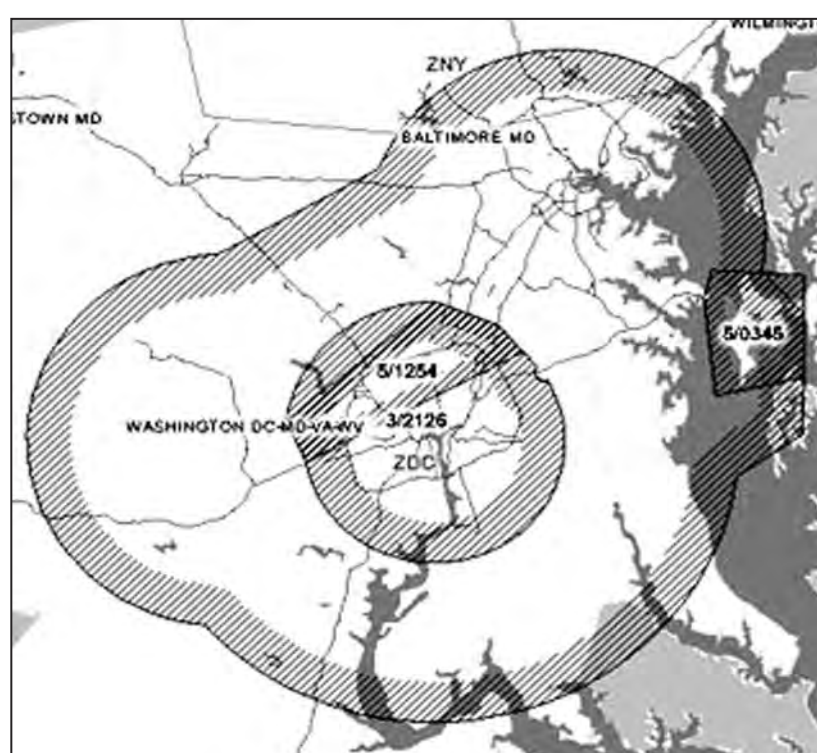 WILMINGT
ZNY
STOWN MD
BALTIMORE MD
5/0345
5/1254
WASHINGTON DC-MD-VA-WV
3/2126
ZDC